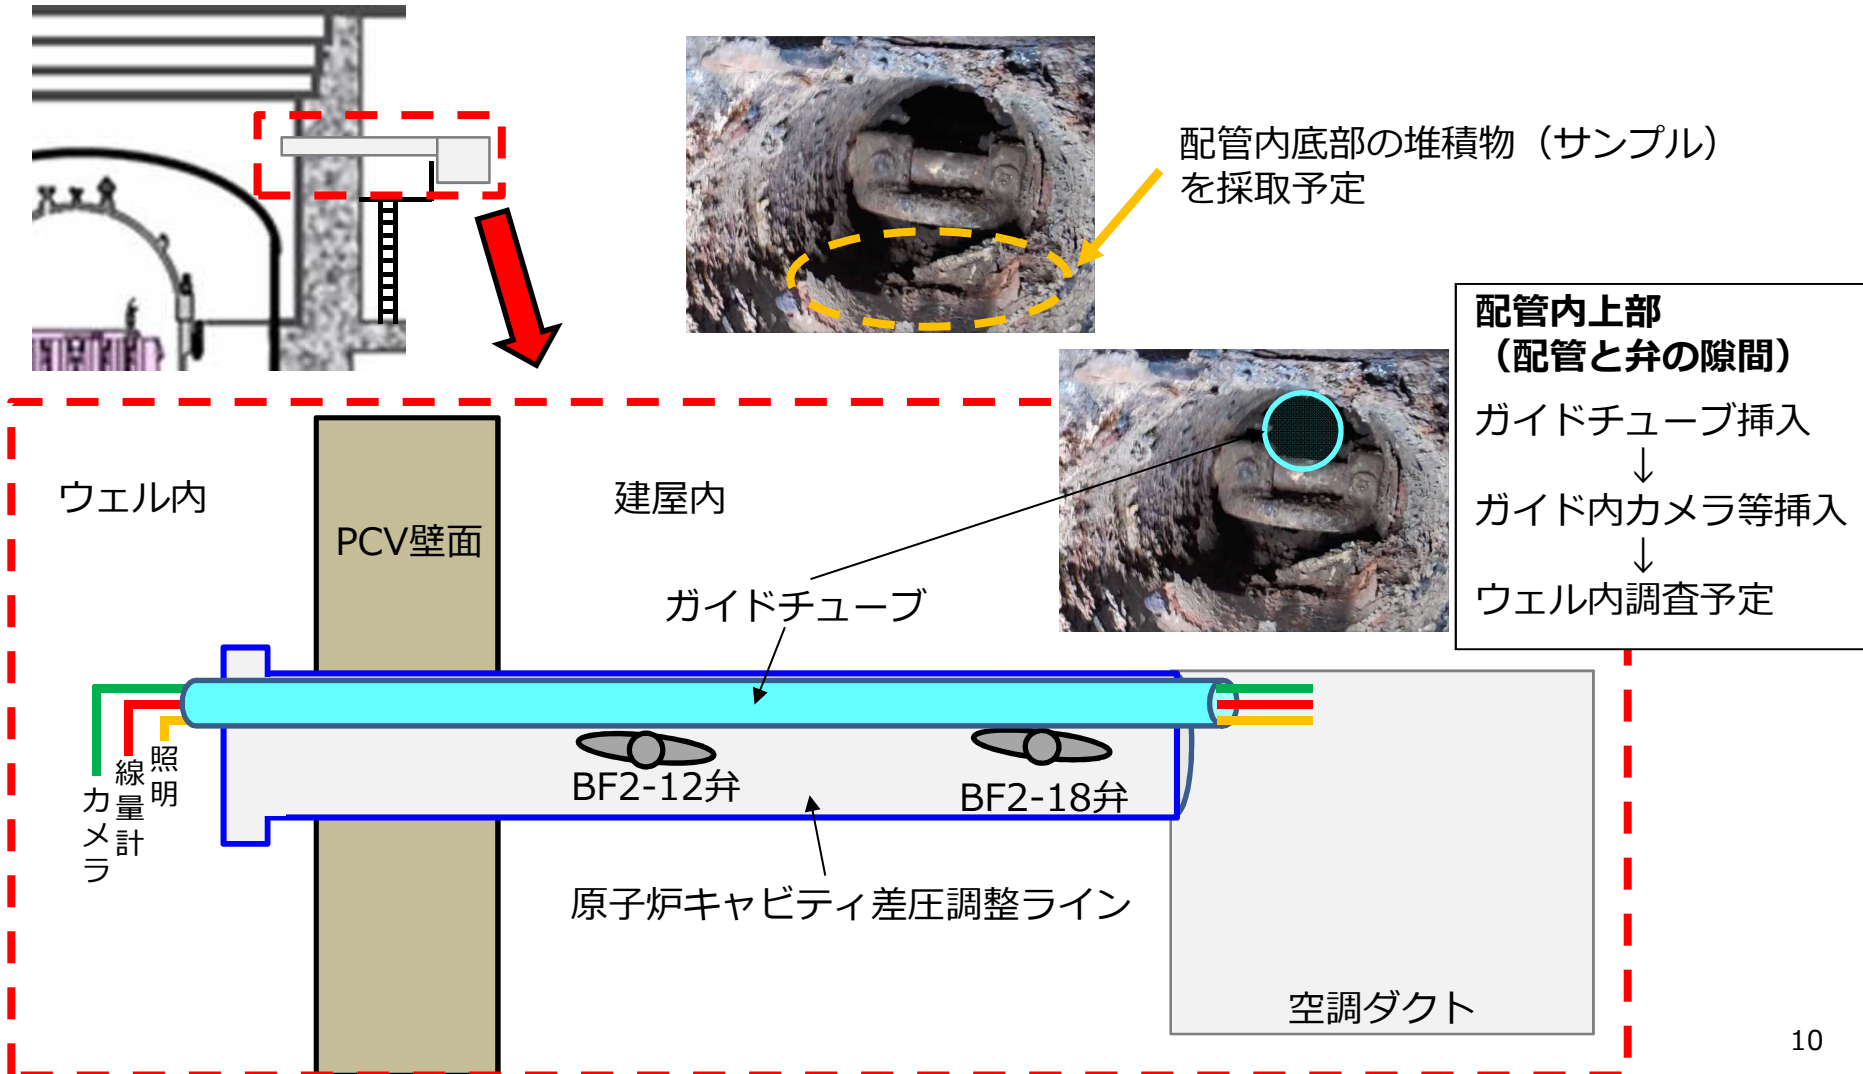 配管内底部の堆積物（サンプル）
を採取予定
配管内上部
（配管と弁の隙間）
ガイドチューブ挿入
↓
ガイド内カメラ等挿入
↓
ウェル内調査予定
ウェル内
PCV壁面
建屋内
ガイドチューブ
カメラ
線量計
照明
BF2-12弁
BF2-18弁
原子炉キャビティ差圧調整ライン
空調ダクト
10